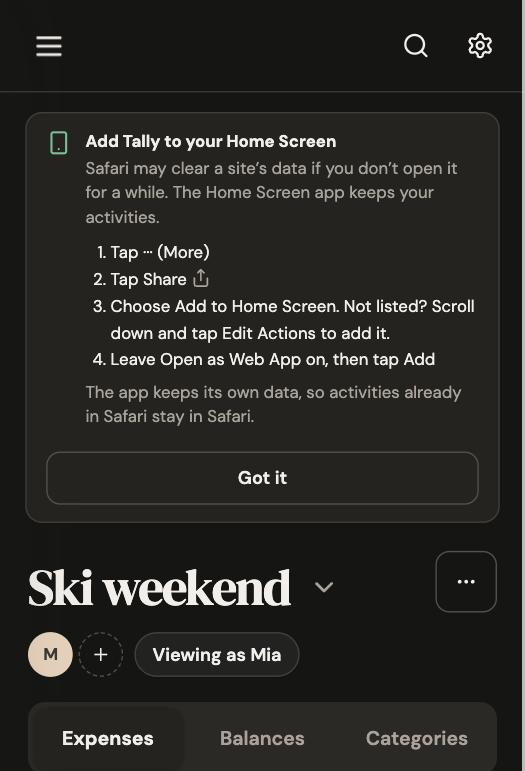 Add Tally to your Home Screen
Safari may clear a site’s data if you don’t open it
for a while. The Home Screen app keeps your
activities.
1. Tap ··· (More)
2. Tap Share
3. Choose Add to Home Screen. Not listed? Scroll
down and tap Edit Actions to add it.
4. Leave Open as Web App on, then tap Add
The app keeps its own data, so activities already
in Safari stay in Safari.
Got it
Ski weekend
M + Viewing as Mia
Expenses Balances Categories